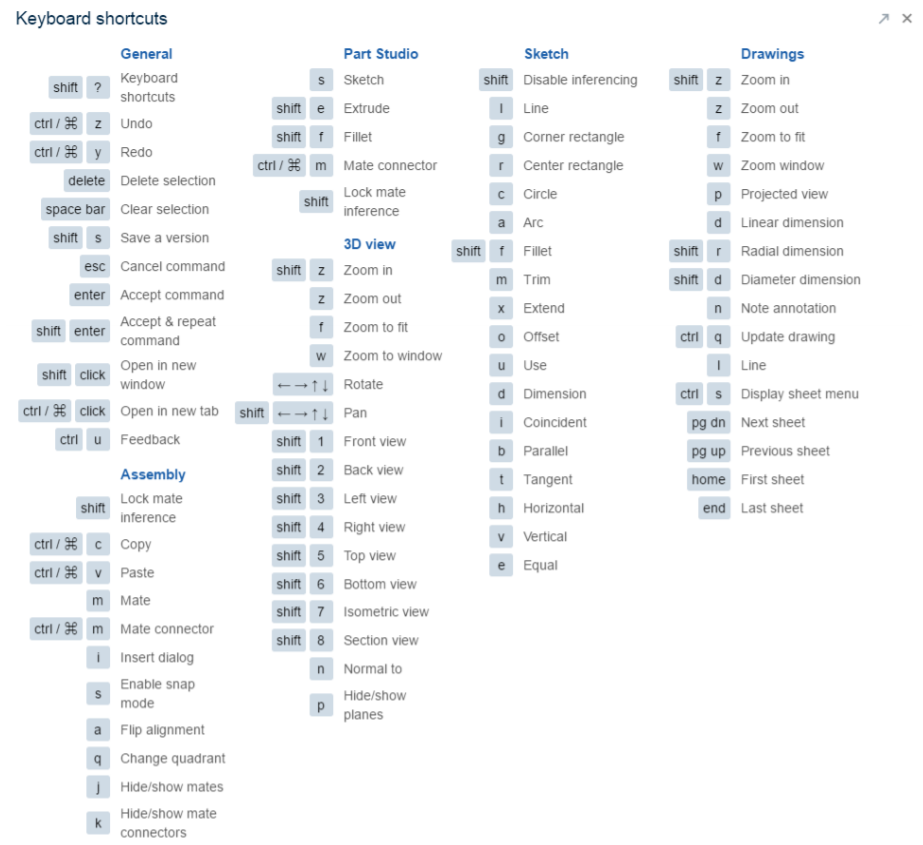 Keyboard shortcuts
General
shift ? Keyboard
shortcuts
ctrl / ⌘ z Undo
ctrl / ⌘ y Redo
delete Delete selection
space bar Clear selection
shift s Save a version
esc Cancel command
enter Accept command
shift enter Accept & repeat
command
shift click Open in new
window
ctrl / ⌘ click Open in new tab
ctrl u Feedback
Assembly
shift Lock mate
inference
ctrl / ⌘ c Copy
ctrl / ⌘ v Paste
m Mate
ctrl / ⌘ m Mate connector
i Insert dialog
s Enable snap
mode
a Flip alignment
q Change quadrant
j Hide/show mates
k Hide/show mate
connectors
Part Studio
s Sketch
shift e Extrude
shift f Fillet
ctrl / ⌘ m Mate connector
shift Lock mate
inference
3D view
shift z Zoom in
z Zoom out
f Zoom to fit
w Zoom to window
←→↑↓ Rotate
shift ←→↑↓ Pan
shift 1 Front view
shift 2 Back view
shift 3 Left view
shift 4 Right view
shift 5 Top view
shift 6 Bottom view
shift 7 Isometric view
shift 8 Section view
n Normal to
p Hide/show
planes
Sketch
shift Disable inferencing
l Line
g Corner rectangle
r Center rectangle
c Circle
a Arc
shift f Fillet
m Trim
x Extend
o Offset
u Use
d Dimension
i Coincident
b Parallel
t Tangent
h Horizontal
v Vertical
e Equal
Drawings
shift z Zoom in
z Zoom out
f Zoom to fit
w Zoom window
p Projected view
d Linear dimension
shift r Radial dimension
shift d Diameter dimension
n Note annotation
ctrl q Update drawing
l Line
ctrl s Display sheet menu
pg dn Next sheet
pg up Previous sheet
home First sheet
end Last sheet